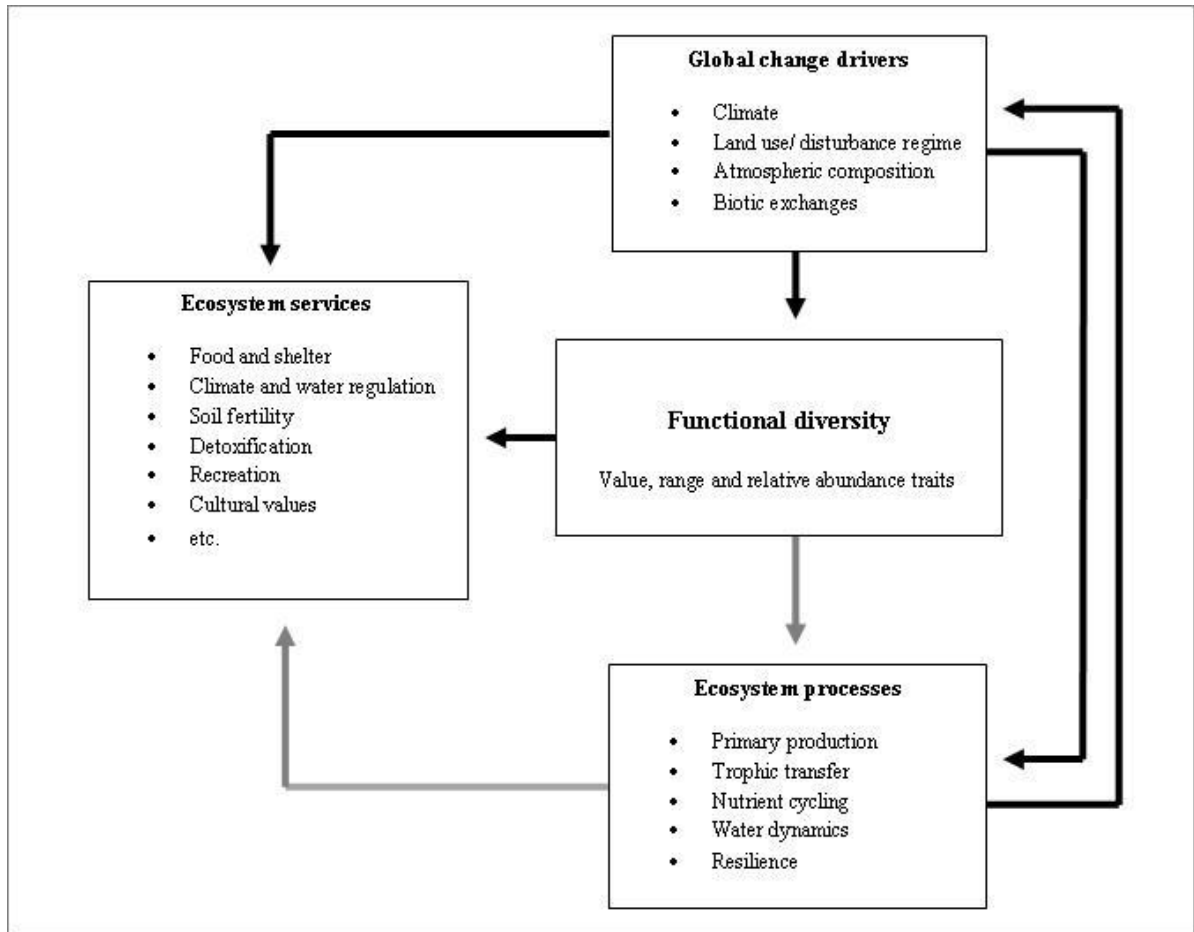 Global change drivers
• Climate
• Land use/ disturbance regime
• Atmospheric composition
• Biotic exchanges
Ecosystem services
• Food and shelter
• Climate and water regulation
• Soil fertility
• Detoxification
• Recreation
• Cultural values
• etc.
Functional diversity
Value, range and relative abundance traits
Ecosystem processes
• Primary production
• Trophic transfer
• Nutrient cycling
• Water dynamics
• Resilience